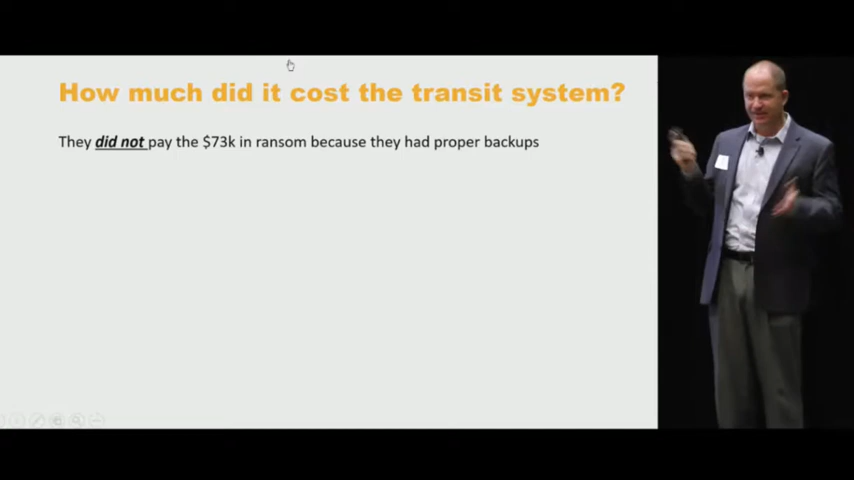 How much did it cost the transit system?
They did not pay the $73k in ransom because they had proper backups